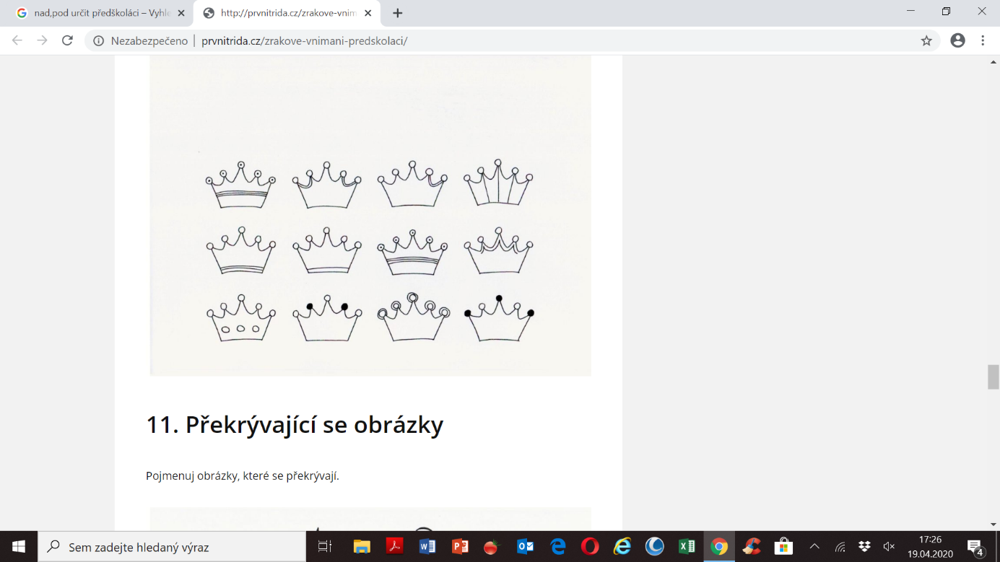 nad,pod určit předškoláci – Vyhle
http://prvnitrida.cz/zrakove-vnim
Nezabezpečeno | prvnitrida.cz/zrakove-vnimani-predskolaci/
11. Překrývající se obrázky
Pojmenuj obrázky, které se překrývají.
Sem zadejte hledaný výraz
17:26
19.04.2020
4